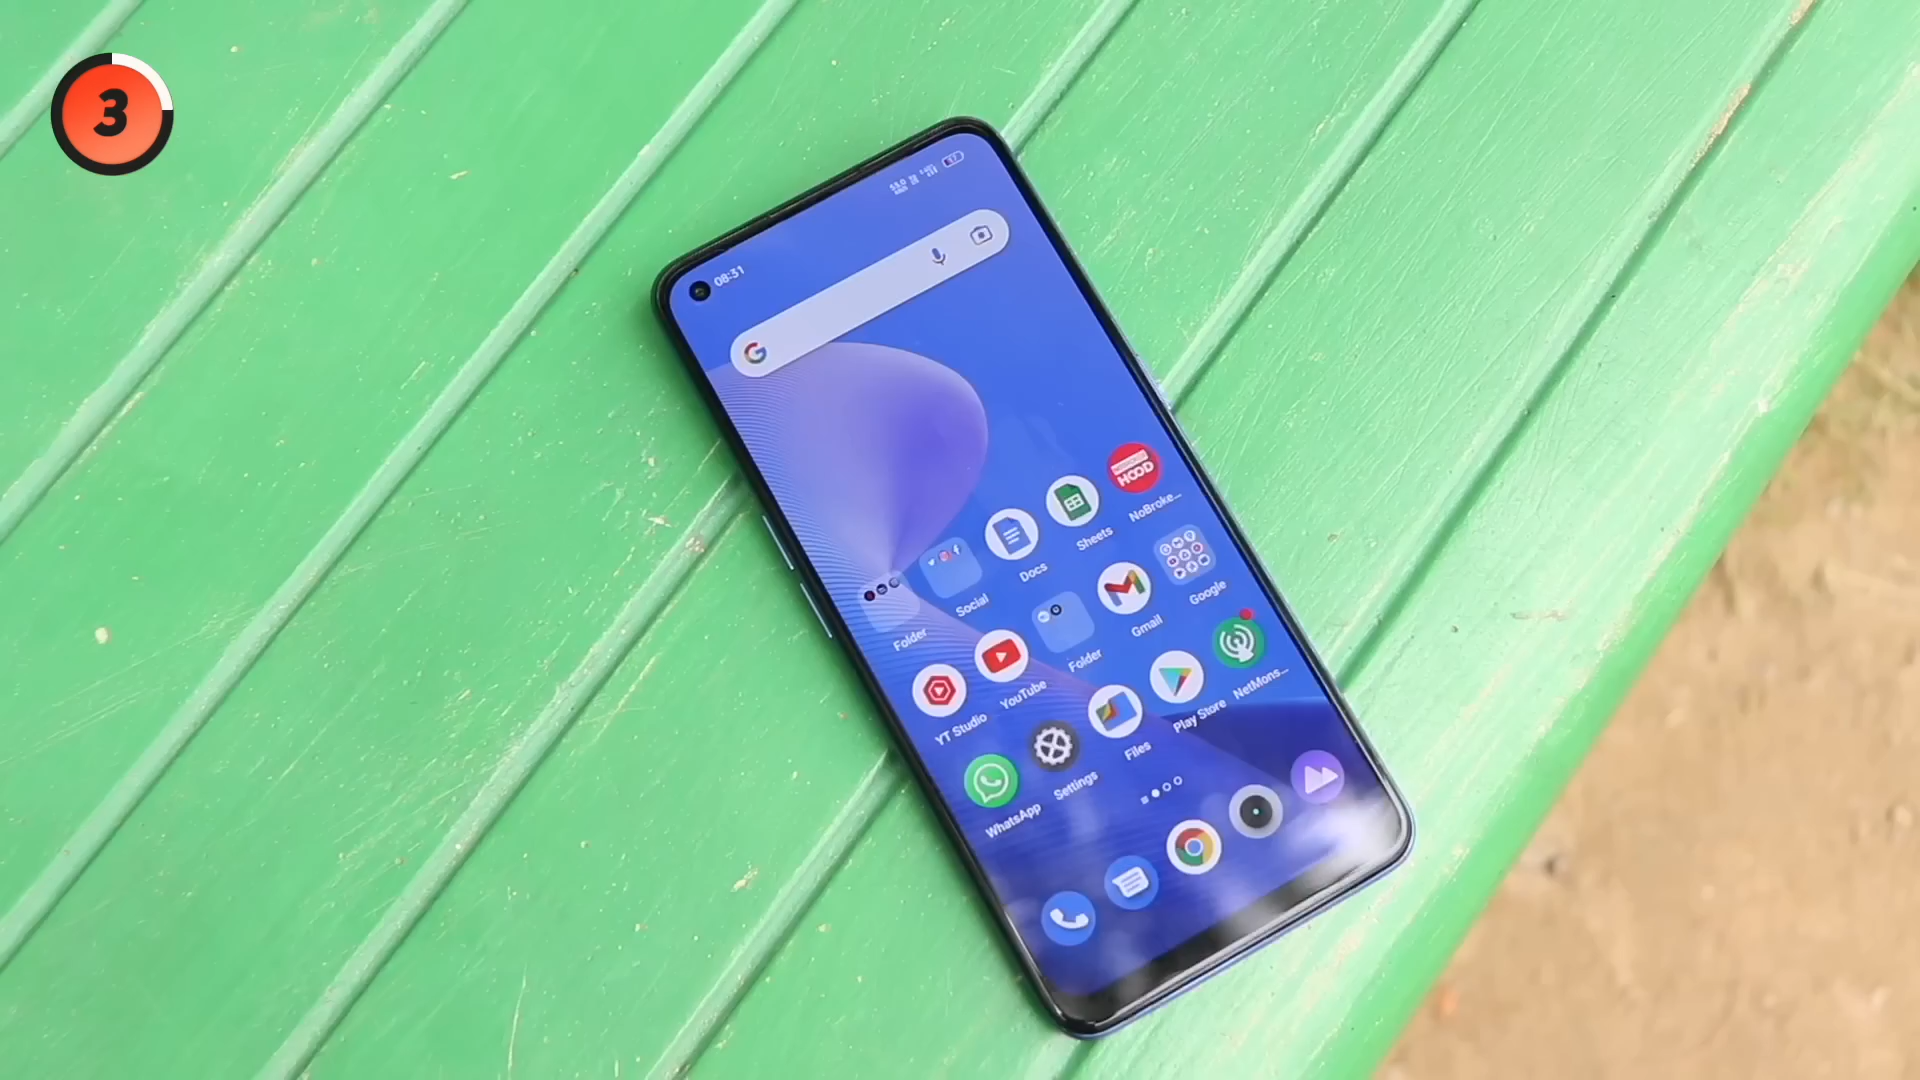 3
08:31
HOOD
NoBroke...
Sheets
Docs
Social
Folder
Google
Gmail
Folder
YouTube
YT Studio
NetMons...
Play Store
Files
Settings
WhatsApp